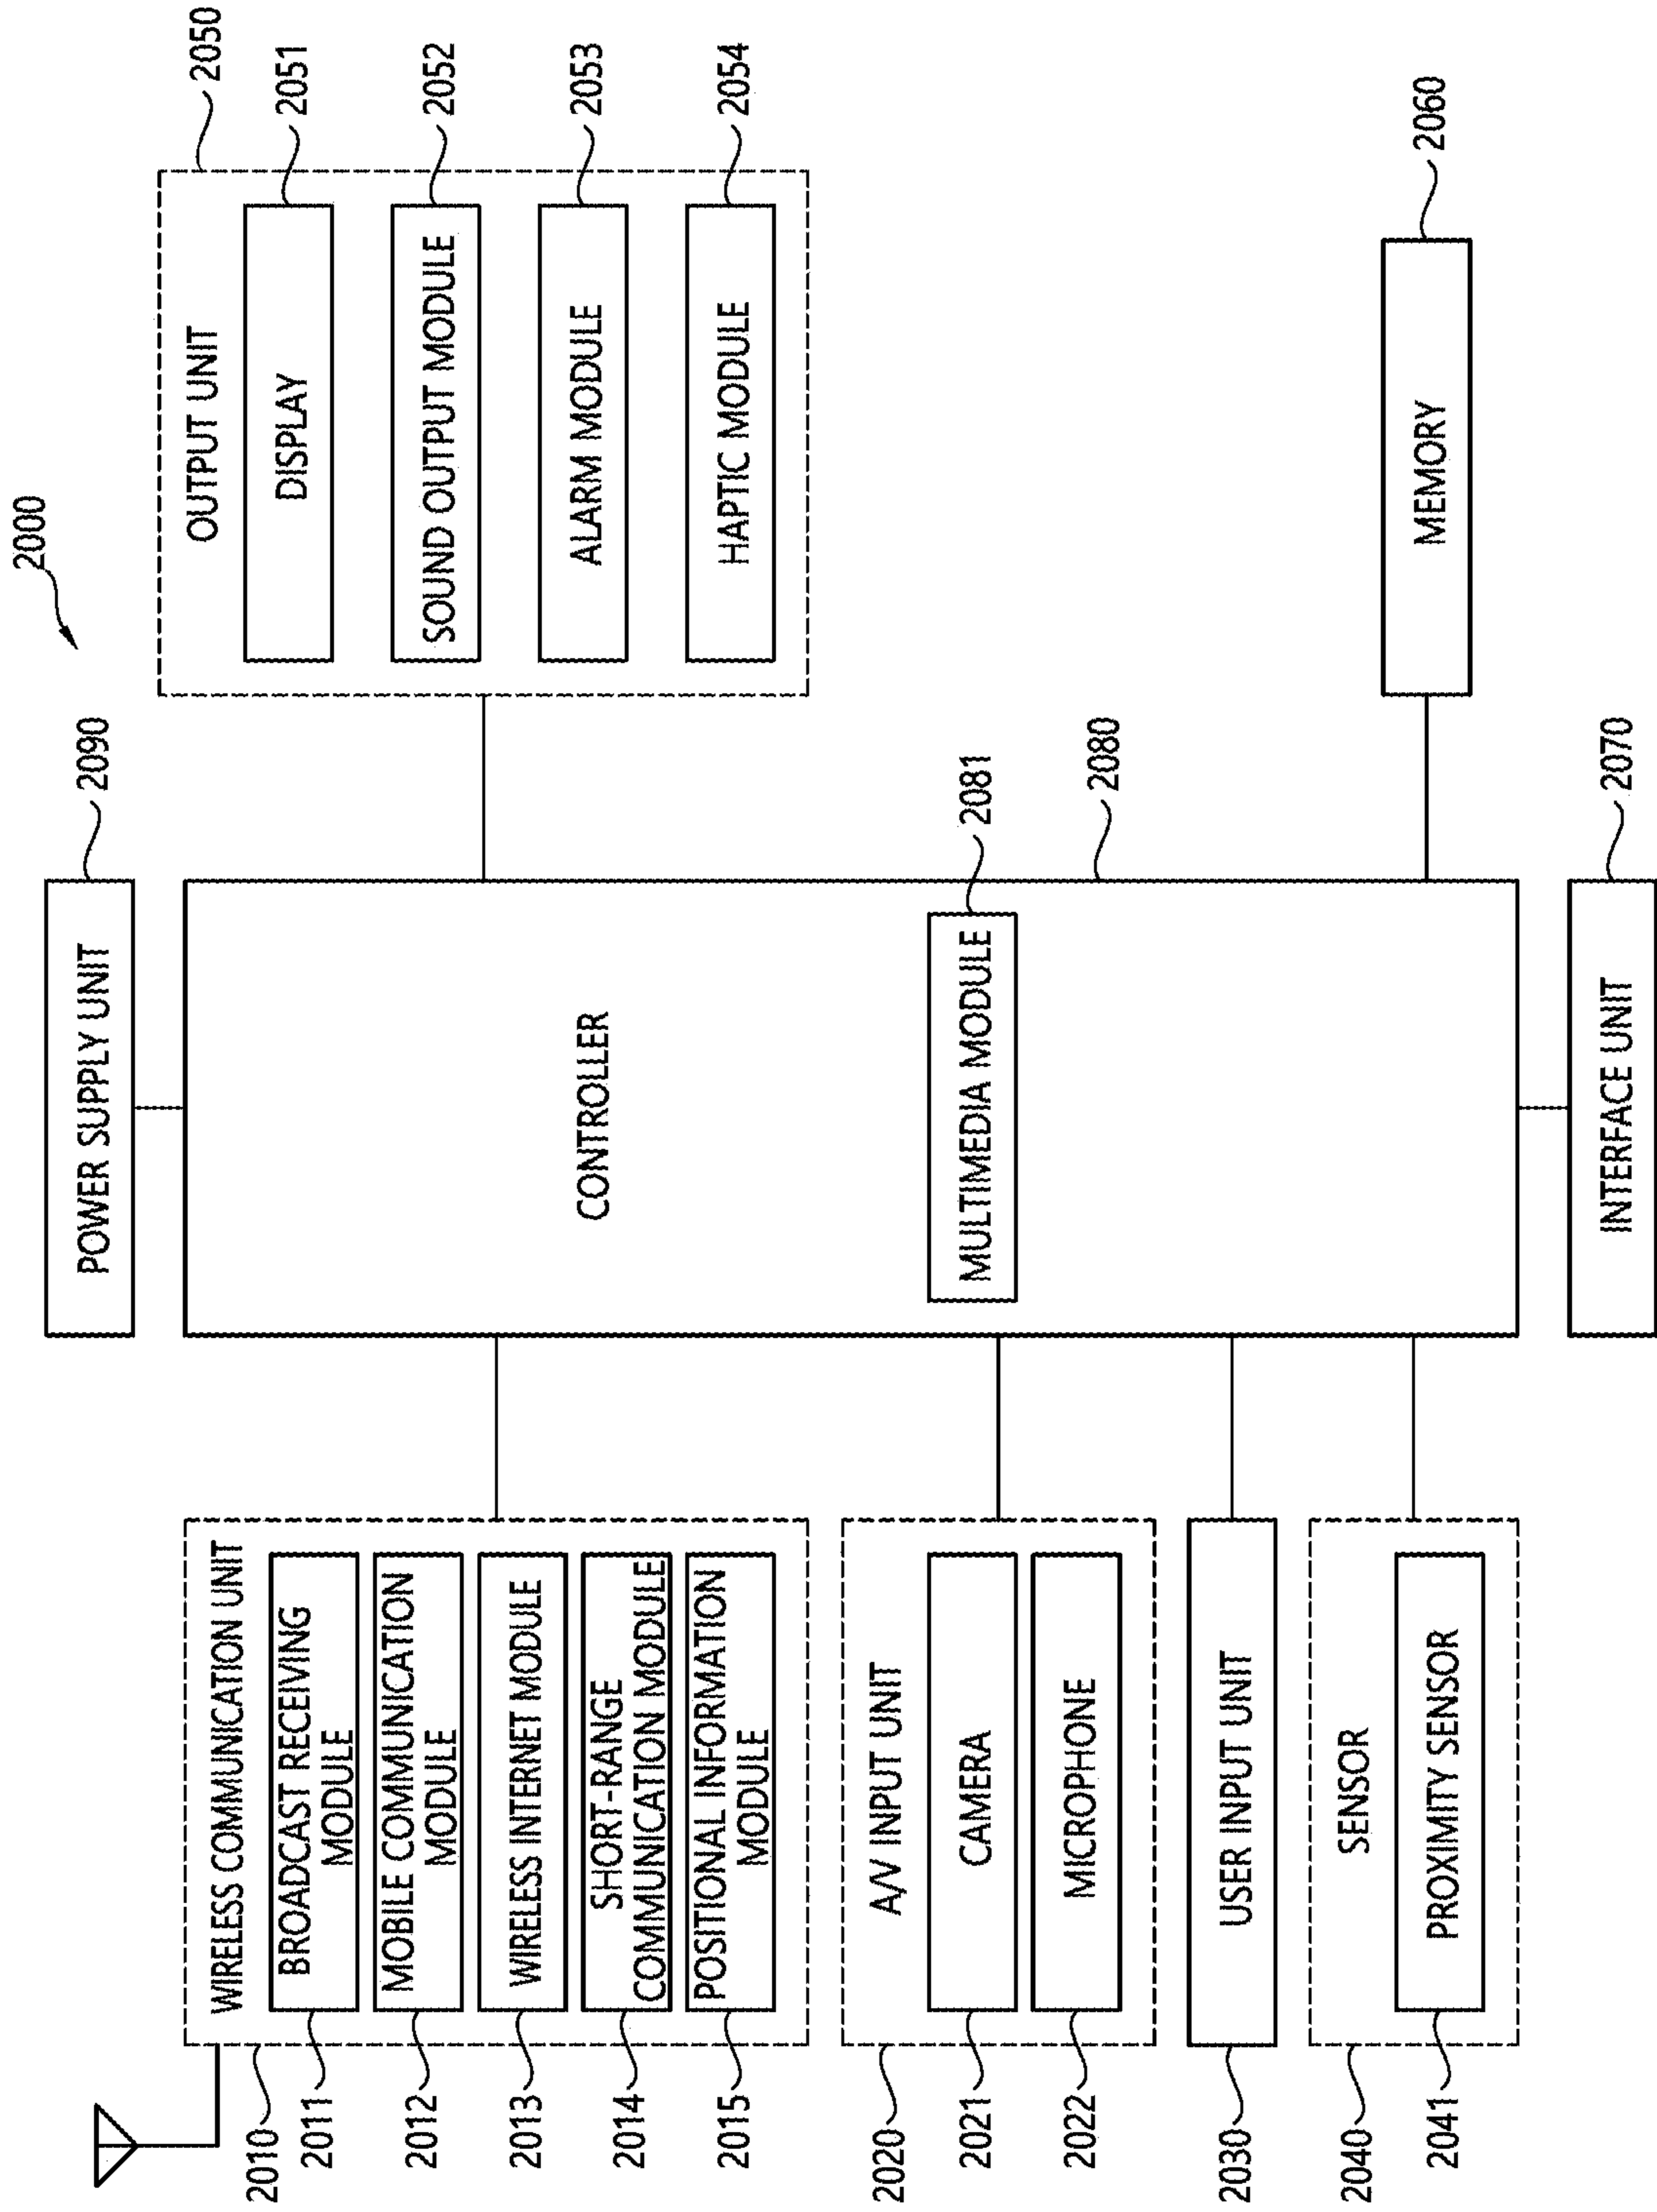 2000
POWER SUPPLY UNIT
2090
2010
WIRELESS COMMUNICATION UNIT
2011
BROADCAST RECEIVING
MODULE
2012
MOBILE COMMUNICATION
MODULE
2013
WIRELESS INTERNET MODULE
2014
SHORT-RANGE
COMMUNICATION MODULE
2015
POSITIONAL INFORMATION
MODULE
2020
A/V INPUT UNIT
2021
CAMERA
2022
MICROPHONE
2030
USER INPUT UNIT
2040
SENSOR
2041
PROXIMITY SENSOR
CONTROLLER
MULTIMEDIA MODULE
2081
2080
INTERFACE UNIT
2070
OUTPUT UNIT
2050
DISPLAY
2051
SOUND OUTPUT MODULE
2052
ALARM MODULE
2053
HAPTIC MODULE
2054
MEMORY
2060